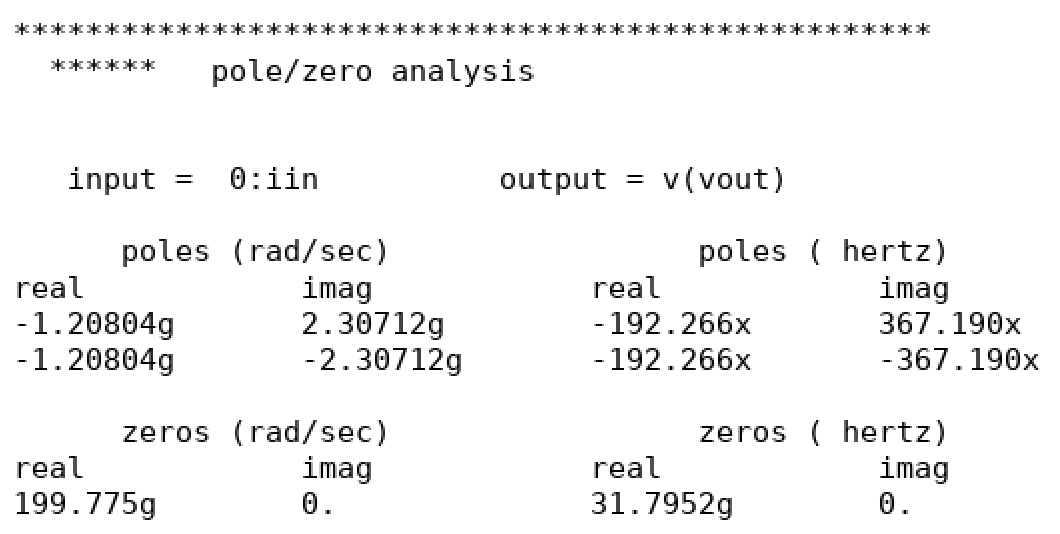 ***************************************************
****** pole/zero analysis
input = 0:iin output = v(vout)
poles (rad/sec) poles ( hertz)
real imag real imag
-1.20804g 2.30712g -192.266x 367.190x
-1.20804g -2.30712g -192.266x -367.190x
zeros (rad/sec) zeros ( hertz)
real imag real imag
199.775g 0. 31.7952g 0.